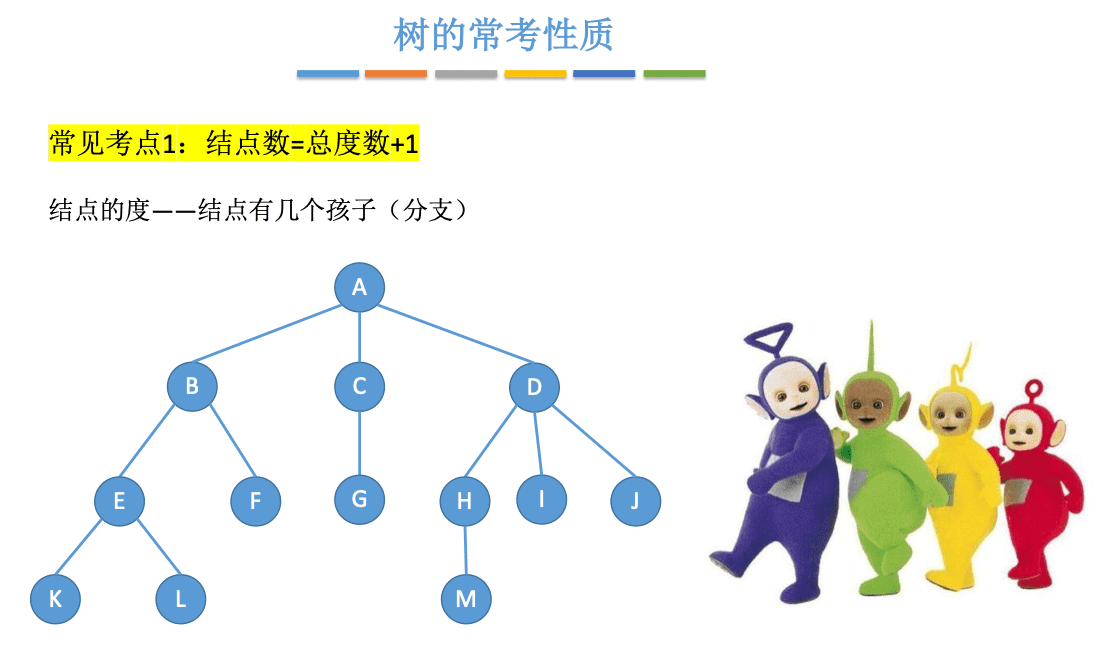 树的常考性质
常见考点1：结点数=总度数+1
结点的度——结点有几个孩子（分支）
A
B C D
E F G H I J
K L M